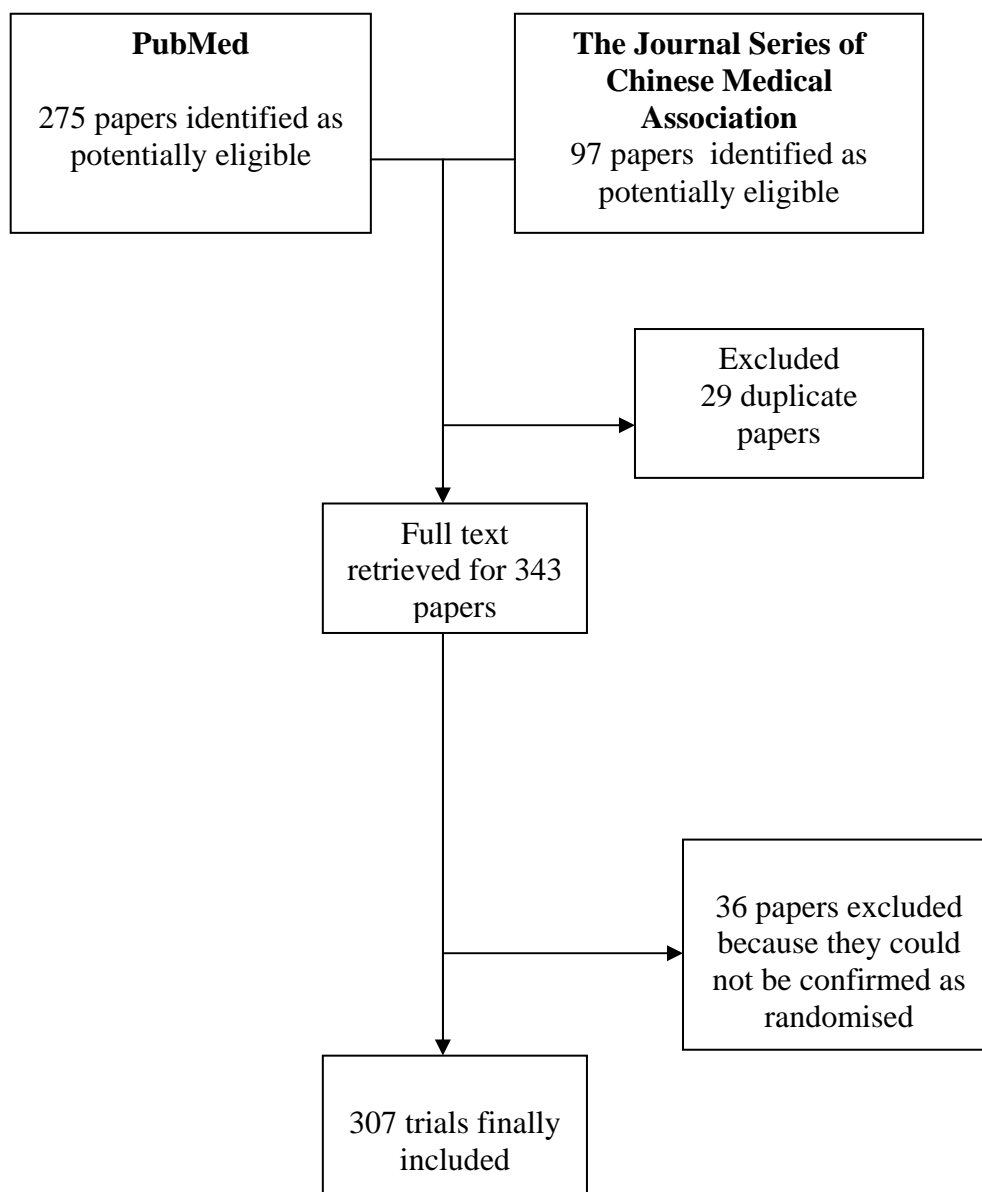 PubMed
275 papers identified as
potentially eligible
The Journal Series of
Chinese Medical
Association
97 papers  identified as
potentially eligible
Excluded
29 duplicate
papers
Full text
retrieved for 343
papers
36 papers excluded
because they could
not be confirmed as
randomised
307 trials finally
included